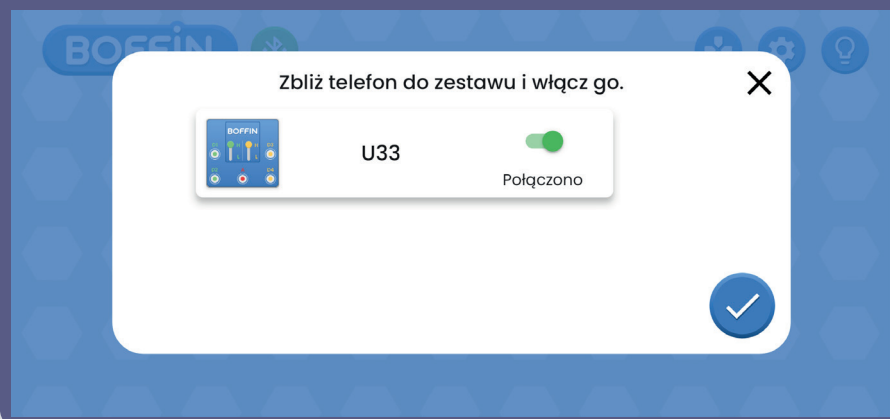 BOFFIN
Zbliż telefon do zestawu i włącz go.
BOFFIN
U33
Połączono